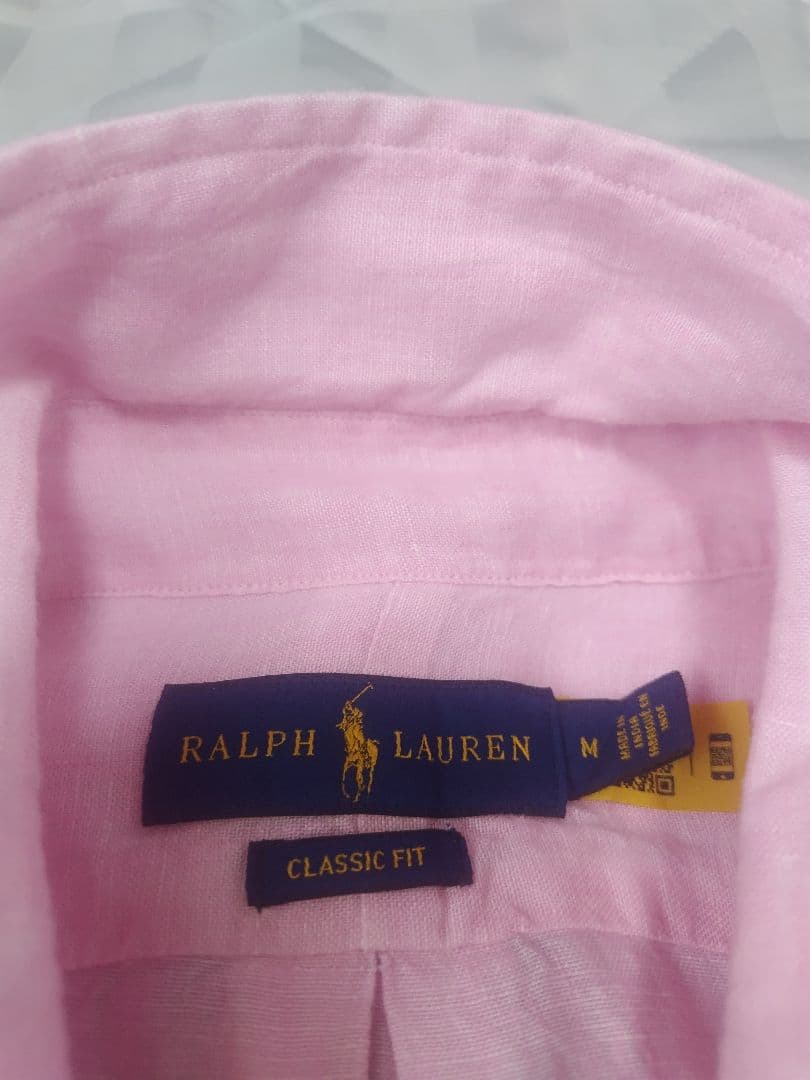 RALPH LAUREN
M
MADE IN
INDIA
FABRIQUÉ EN
INDE
CLASSIC FIT